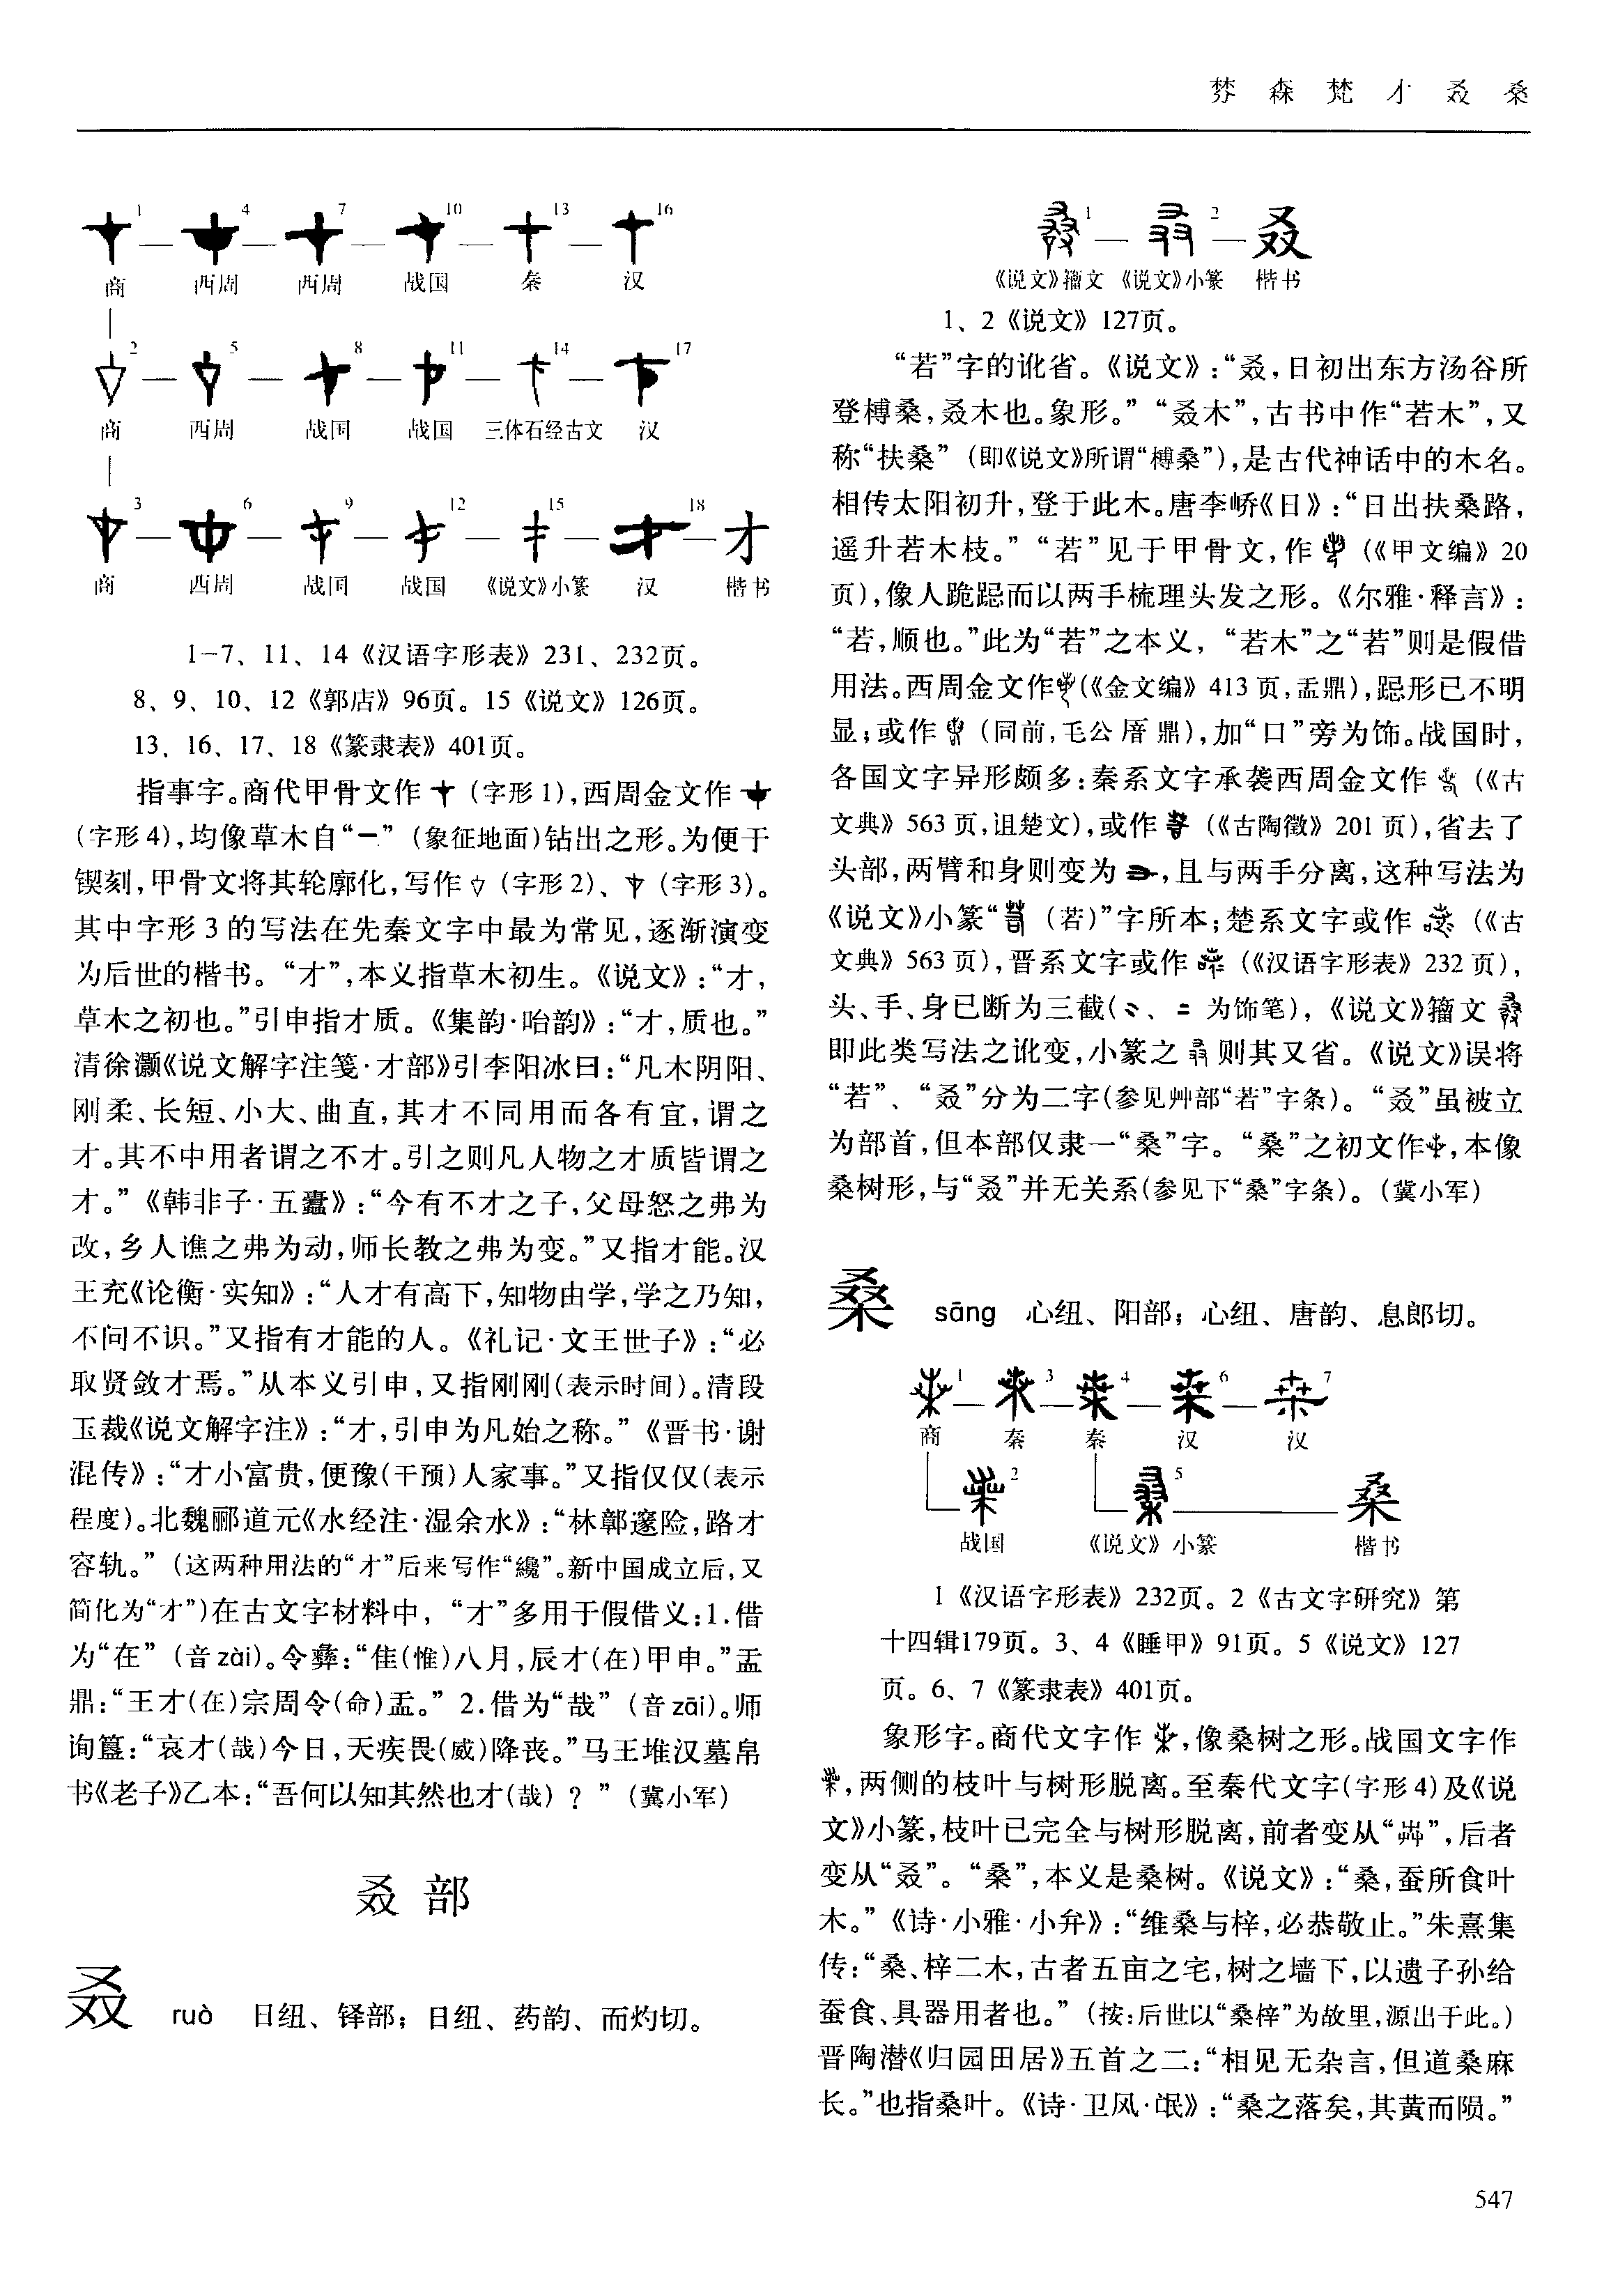 棼 森 梵 才 叒 桑
1 4 7 10 13 16
商 西周 西周 战国 秦 汉
2 5 8 11 14 17
商 西周 战国 战国 三体石经古文 汉
3 6 9 12 15 18 才
商 西周 战国 战国 《说文》小篆 汉 楷书
1-7、11、14《汉语字形表》231、232页。
8、9、10、12《郭店》96页。15《说文》126页。
13、16、17、18《篆隶表》401页。
指事字。商代甲骨文作(字形1),西周金文作
(字形4),均像草木自“一”(象征地面)钻出之形。为便于
锲刻,甲骨文将其轮廓化,写作(字形2)、(字形3)。
其中字形3的写法在先秦文字中最为常见,逐渐演变
为后世的楷书。“才”,本义指草木初生。《说文》:“才,
草木之初也。”引申指才质。《集韵·咍韵》:“才,质也。”
清徐灏《说文解字注笺·才部》引李阳冰曰:“凡木阴阳、
刚柔、长短、小大、曲直,其才不同用而各有宜,谓之
才。其不中用者谓之不才。引之则凡人物之才质皆谓之
才。”《韩非子·五蠹》:“今有不才之子,父母怒之弗为
改,乡人谯之弗为动,师长教之弗为变。”又指才能。汉
王充《论衡·实知》:“人才有高下,知物由学,学之乃知,
不问不识。”又指有才能的人。《礼记·文王世子》:“必
取贤敛才焉。”从本义引申,又指刚刚(表示时间)。清段
玉裁《说文解字注》:“才,引申为凡始之称。”《晋书·谢
混传》:“才小富贵,便豫(干预)人家事。”又指仅仅(表示
程度)。北魏郦道元《水经注·湿余水》:“林鄣邃险,路才
容轨。”(这两种用法的“才”后来写作“纔”。新中国成立后,又
简化为“才”)在古文字材料中,“才”多用于假借义:1.借
为“在”(音zài)。令彝:“隹(惟)八月,辰才(在)甲申。”盂
鼎:“王才(在)宗周令(命)盂。”2.借为“哉”(音zāi)。师
询簋:“哀才(哉)今日,天疾畏(威)降丧。”马王堆汉墓帛
书《老子》乙本:“吾何以知其然也才(哉)?”(冀小军)
叒 部
叒 ruò 日纽、铎部;日纽、药韵、而灼切。
1 2 叒
《说文》籀文 《说文》小篆 楷书
1、2《说文》127页。
“若”字的讹省。《说文》:“叒,日初出东方汤谷所
登榑桑,叒木也。象形。”“叒木”,古书中作“若木”,又
称“扶桑”(即《说文》所谓“榑桑”),是古代神话中的木名。
相传太阳初升,登于此木。唐李峤《日》:“日出扶桑路,
遥升若木枝。”“若”见于甲骨文,作(《甲文编》20
页),像人跪跽而以两手梳理头发之形。《尔雅·释言》:
“若,顺也。”此为“若”之本义,“若木”之“若”则是假借
用法。西周金文作(《金文编》413页,盂鼎),跽形已不明
显;或作(同前,毛公厝鼎),加“口”旁为饰。战国时,
各国文字异形颇多:秦系文字承袭西周金文作(《古
文典》563页,诅楚文),或作(《古陶徵》201页),省去了
头部,两臂和身则变为,且与两手分离,这种写法为
《说文》小篆“(若)”字所本;楚系文字或作(《古
文典》563页),晋系文字或作(《汉语字形表》232页),
头、手、身已断为三截(、为饰笔),《说文》籀文
即此类写法之讹变,小篆之则其又省。《说文》误将
“若”、“叒”分为二字(参见艸部“若”字条)。“叒”虽被立
为部首,但本部仅隶一“桑”字。“桑”之初文作,本像
桑树形,与“叒”并无关系(参见下“桑”字条)。(冀小军)
桑 sāng 心纽、阳部;心纽、唐韵、息郎切。
1 3 4 6 7
商 秦 秦 汉 汉
2 5 桑
战国 《说文》小篆 楷书
1《汉语字形表》232页。2《古文字研究》第
十四辑179页。3、4《睡甲》91页。5《说文》127
页。6、7《篆隶表》401页。
象形字。商代文字作,像桑树之形。战国文字作
,两侧的枝叶与树形脱离。至秦代文字(字形4)及《说
文》小篆,枝叶已完全与树形脱离,前者变从“芔”,后者
变从“叒”。“桑”,本义是桑树。《说文》:“桑,蚕所食叶
木。”《诗·小雅·小弁》:“维桑与梓,必恭敬止。”朱熹集
传:“桑、梓二木,古者五亩之宅,树之墙下,以遗子孙给
蚕食、具器用者也。”(按:后世以“桑梓”为故里,源出于此。)
晋陶潜《归园田居》五首之二:“相见无杂言,但道桑麻
长。”也指桑叶。《诗·卫风·氓》:“桑之落矣,其黄而陨。”
547